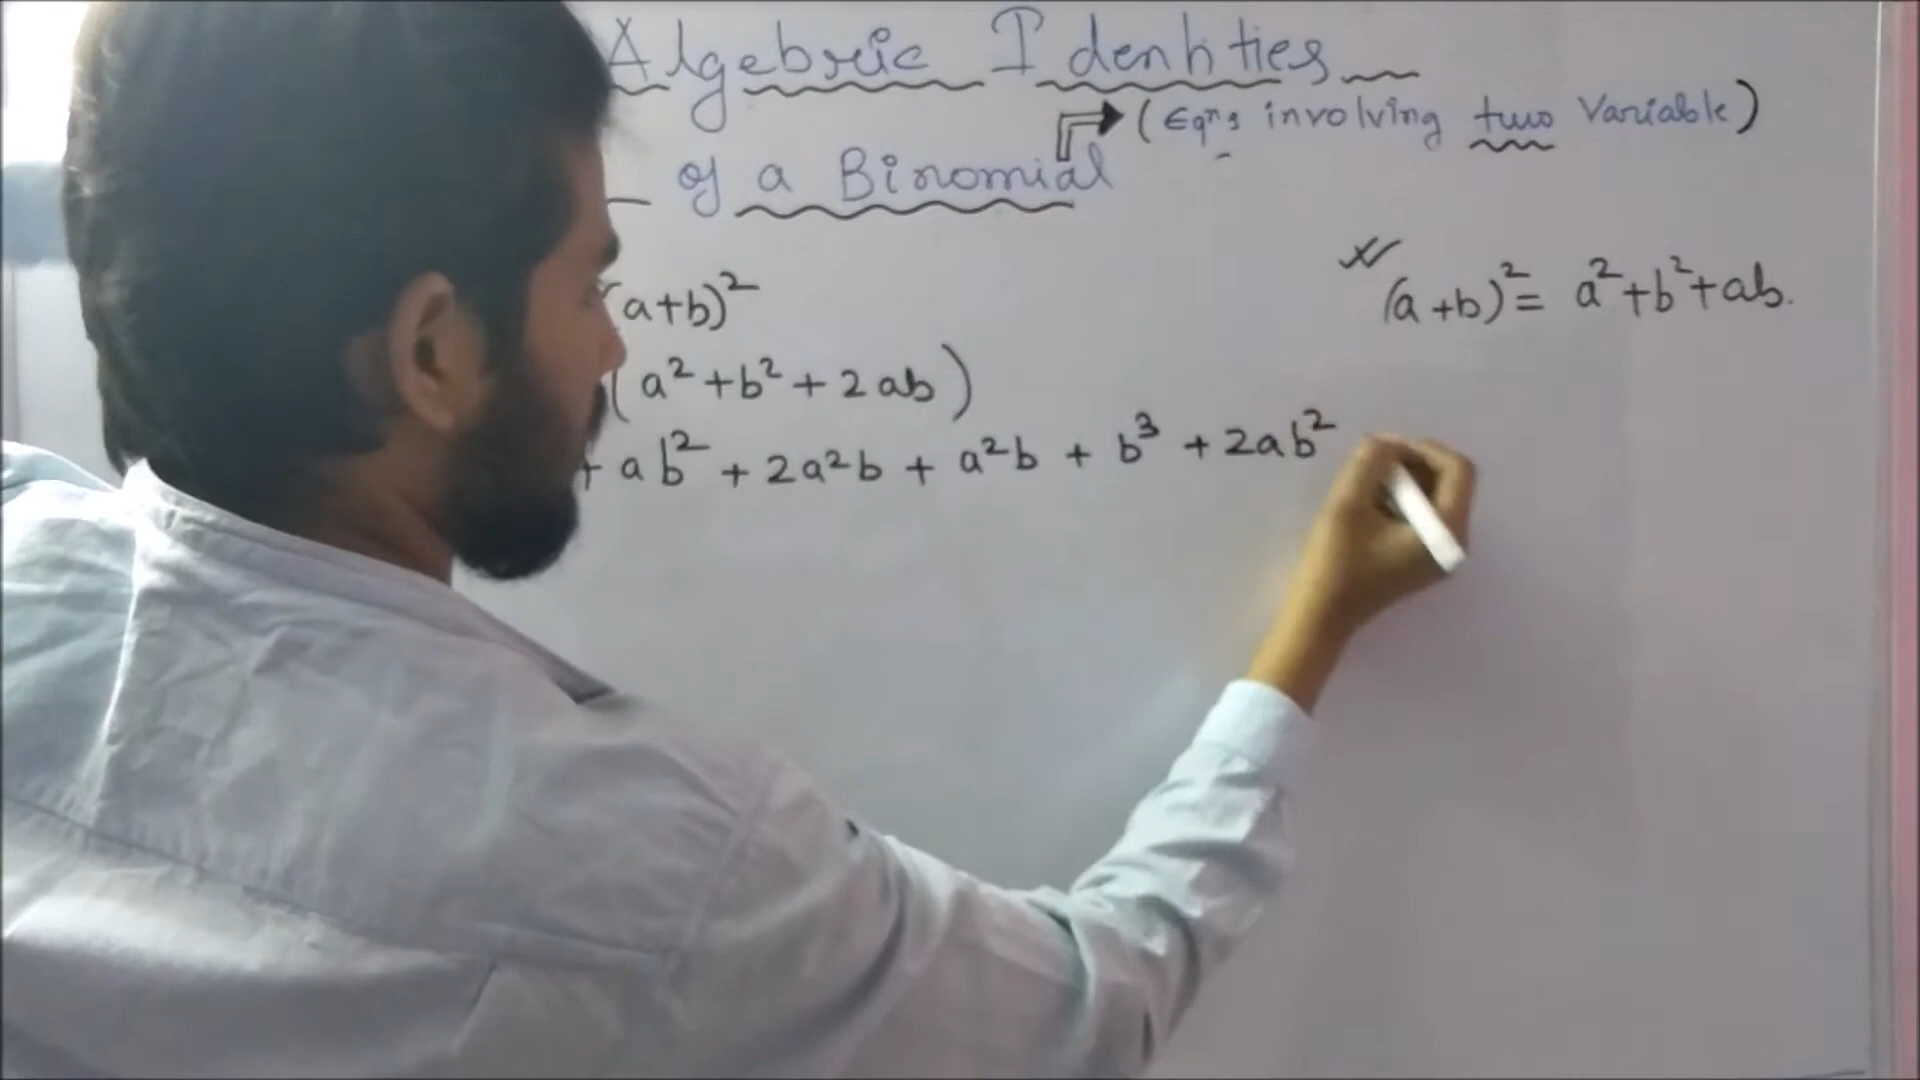 Algebric Identities
(Eqns involving two Variable)
of a Binomial
(a+b)² = a²+b²+ab.
(a+b)²
(a²+b²+2ab)
+ ab² + 2a²b + a²b + b³ + 2ab²